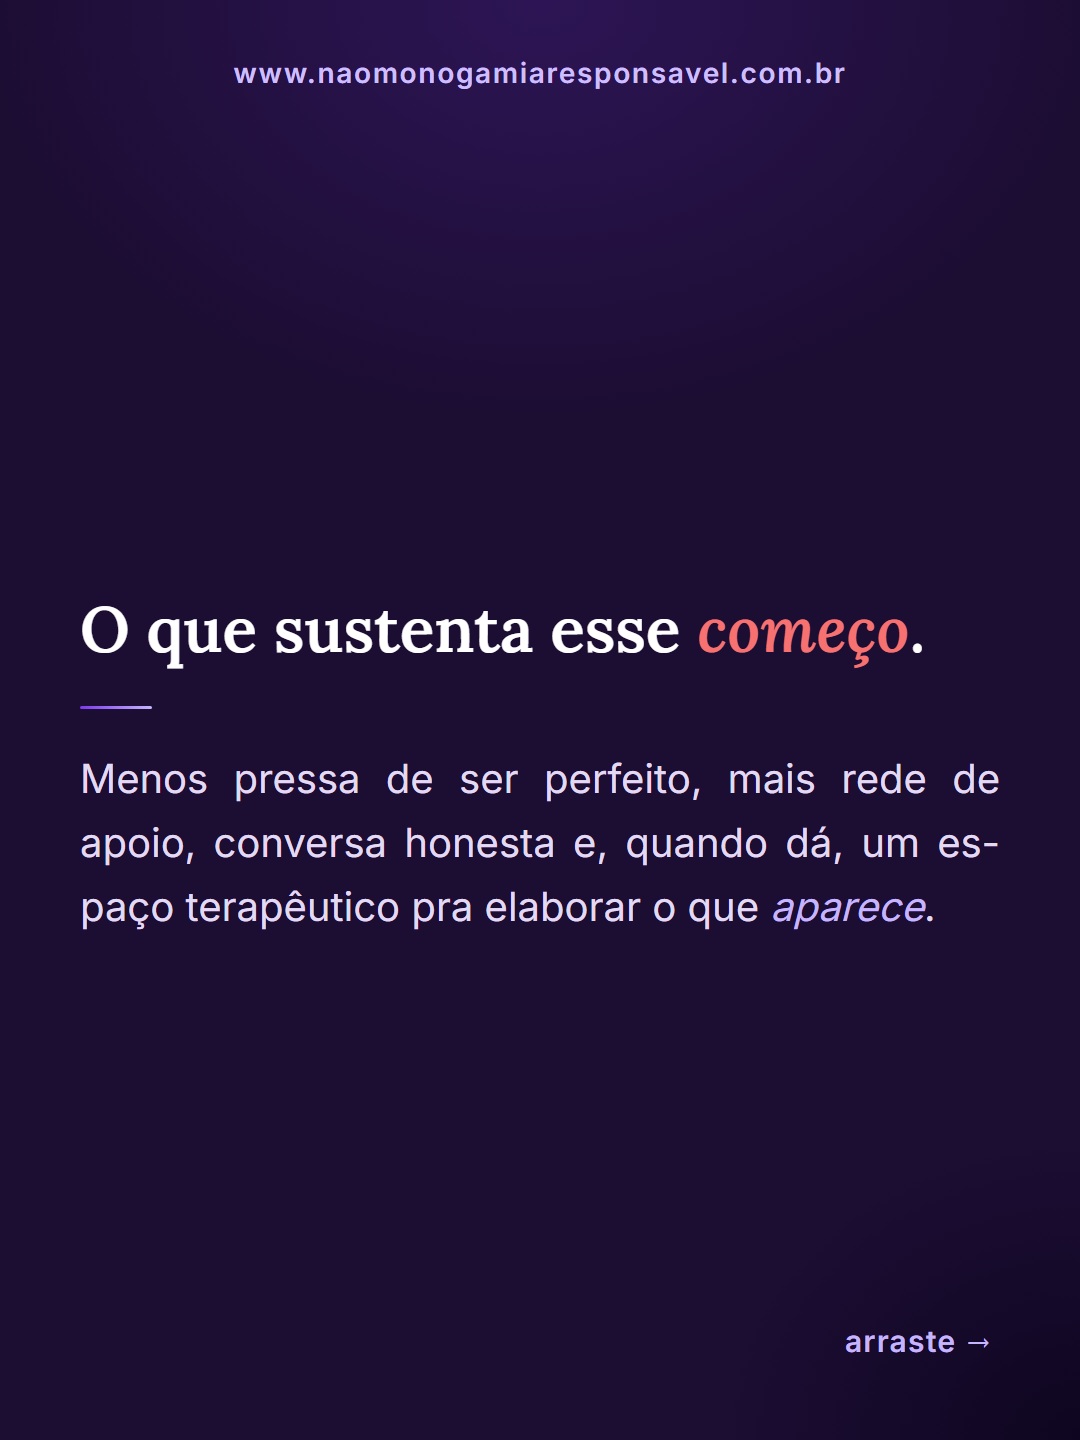 www.naomonogamiaresponsavel.com.br
O que sustenta esse começo.
Menos pressa de ser perfeito, mais rede de
apoio, conversa honesta e, quando dá, um es-
paço terapêutico pra elaborar o que aparece.
arraste →